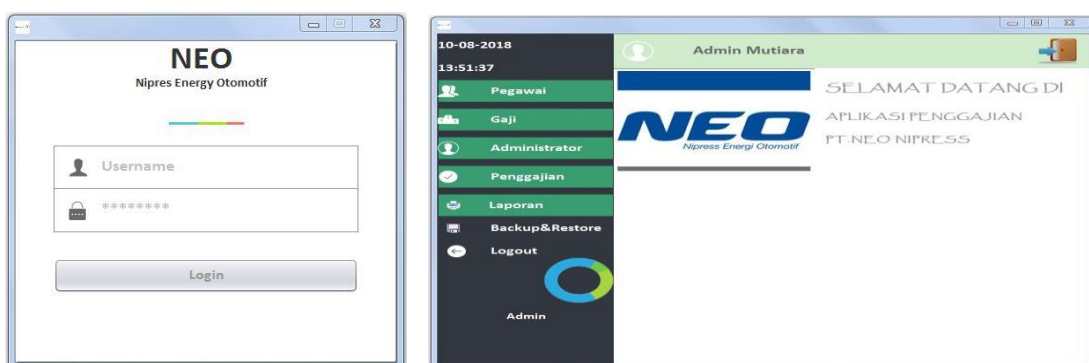 NEO
Nipres Energy Otomotif
Username
********
Login
10-08-2018
13:51:37
Pegawai
Gaji
Administrator
Penggajian
Laporan
Backup&Restore
Logout
Admin
Admin Mutiara
NEO
Nipress Energi Otomotif
SELAMAT DATANG DI
APLIKASI PENGGAJIAN
PT.NEO NIPRESS